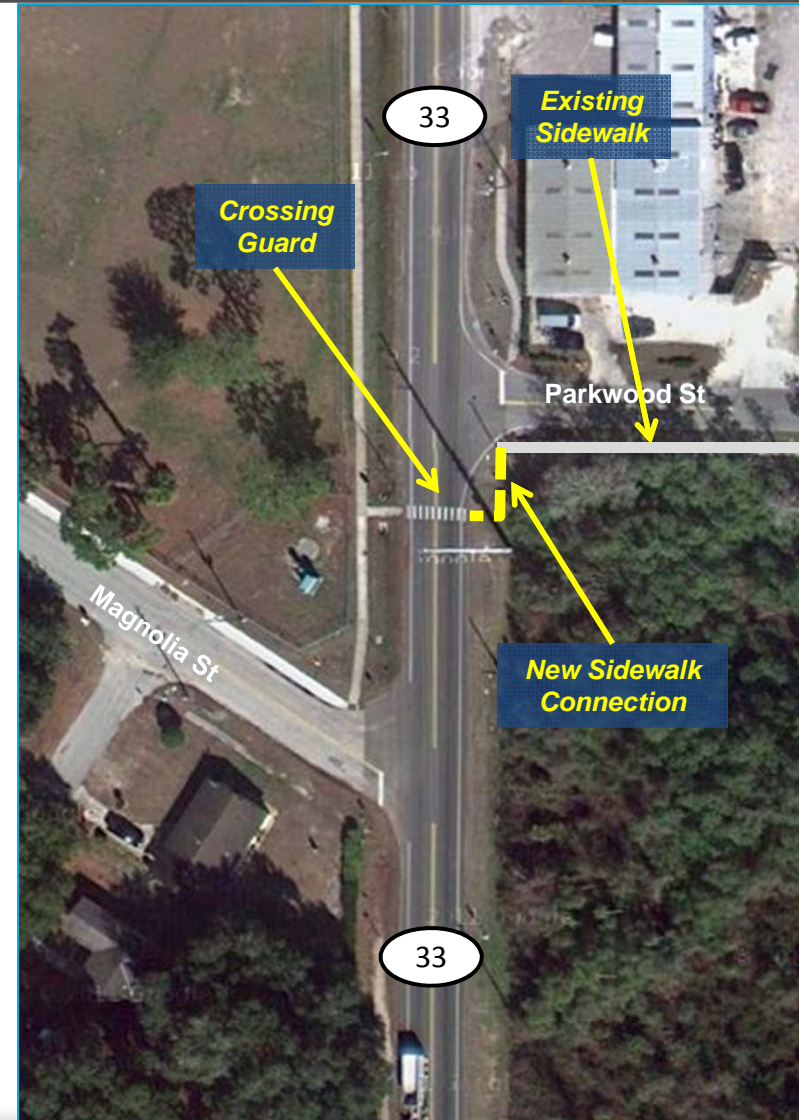 33
Existing
Sidewalk
Crossing
Guard
Parkwood St
Magnolia St
New Sidewalk
Connection
33